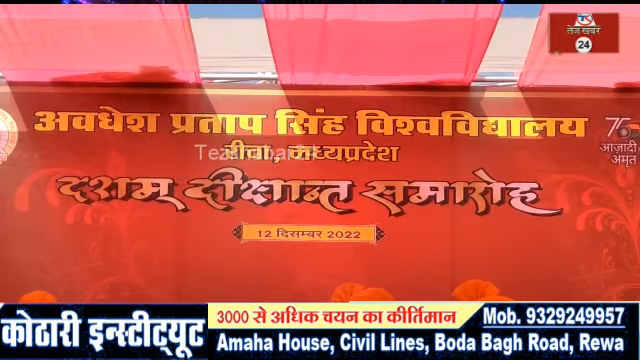 तेज खबर
24
अवधेश प्रताप सिंह विश्वविद्यालय
रीवा, मध्यप्रदेश
दशम दीक्षान्त समारोह
12 दिसम्बर 2022
75
आज़ादी
अमृत
कोठारी इन्स्टीट्यूट
3000 से अधिक चयन का कीर्तिमान
Mob. 9329249957
Amaha House, Civil Lines, Boda Bagh Road, Rewa